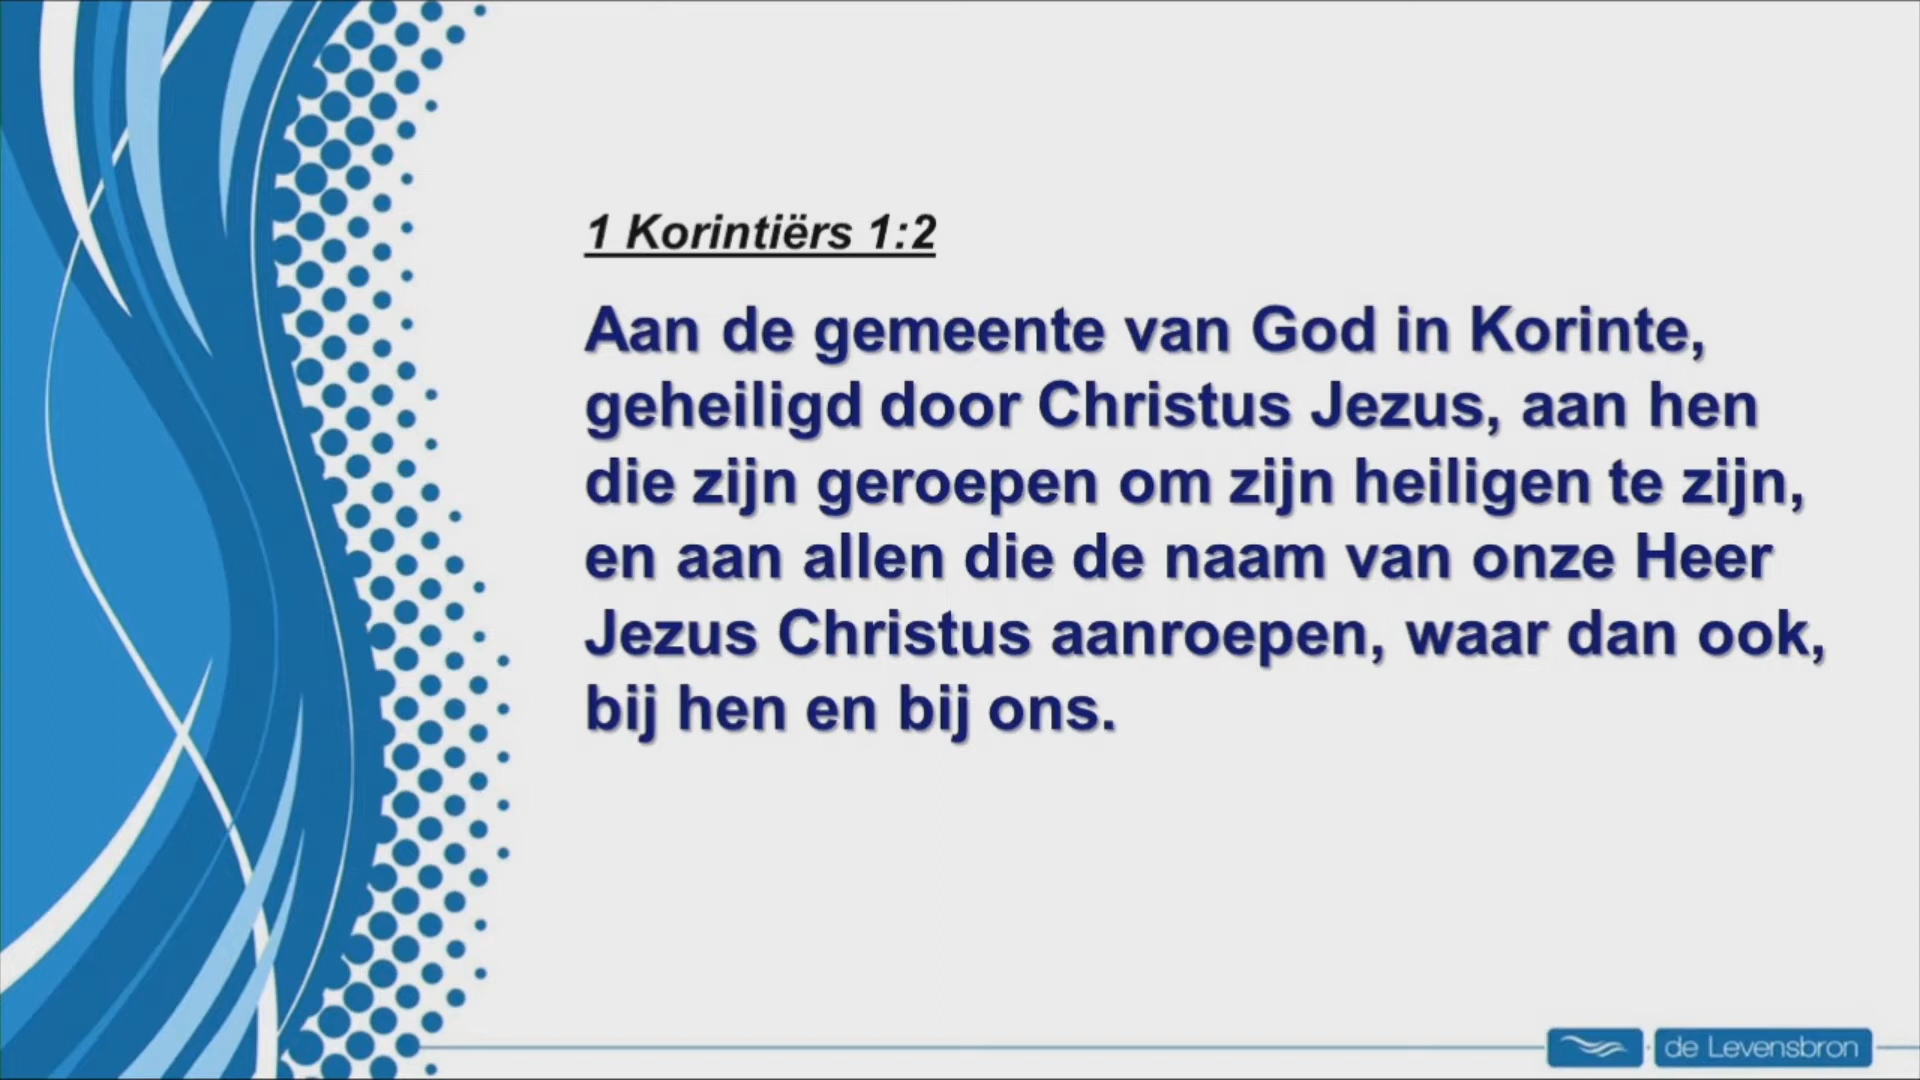 1 Korintiërs 1:2
Aan de gemeente van God in Korinte,
geheiligd door Christus Jezus, aan hen
die zijn geroepen om zijn heiligen te zijn,
en aan allen die de naam van onze Heer
Jezus Christus aanroepen, waar dan ook,
bij hen en bij ons.
de Levensbron